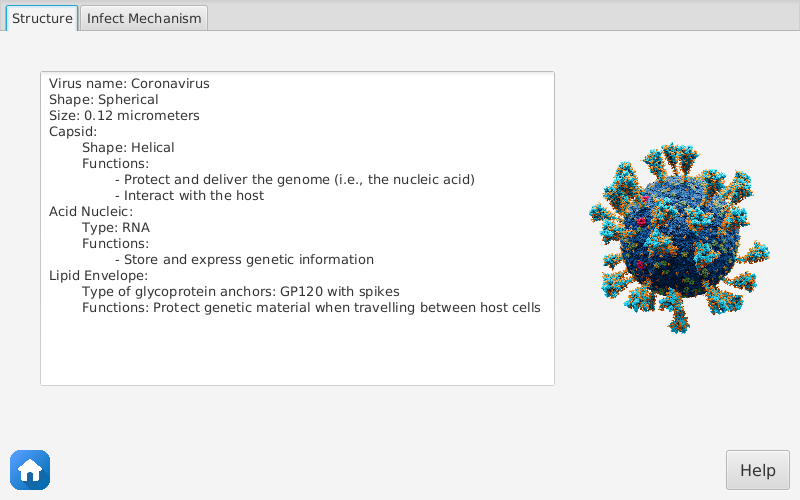 Structure
Infect Mechanism
Virus name: Coronavirus
Shape: Spherical
Size: 0.12 micrometers
Capsid:
Shape: Helical
Functions:
- Protect and deliver the genome (i.e., the nucleic acid)
- Interact with the host
Acid Nucleic:
Type: RNA
Functions:
- Store and express genetic information
Lipid Envelope:
Type of glycoprotein anchors: GP120 with spikes
Functions: Protect genetic material when travelling between host cells
Help